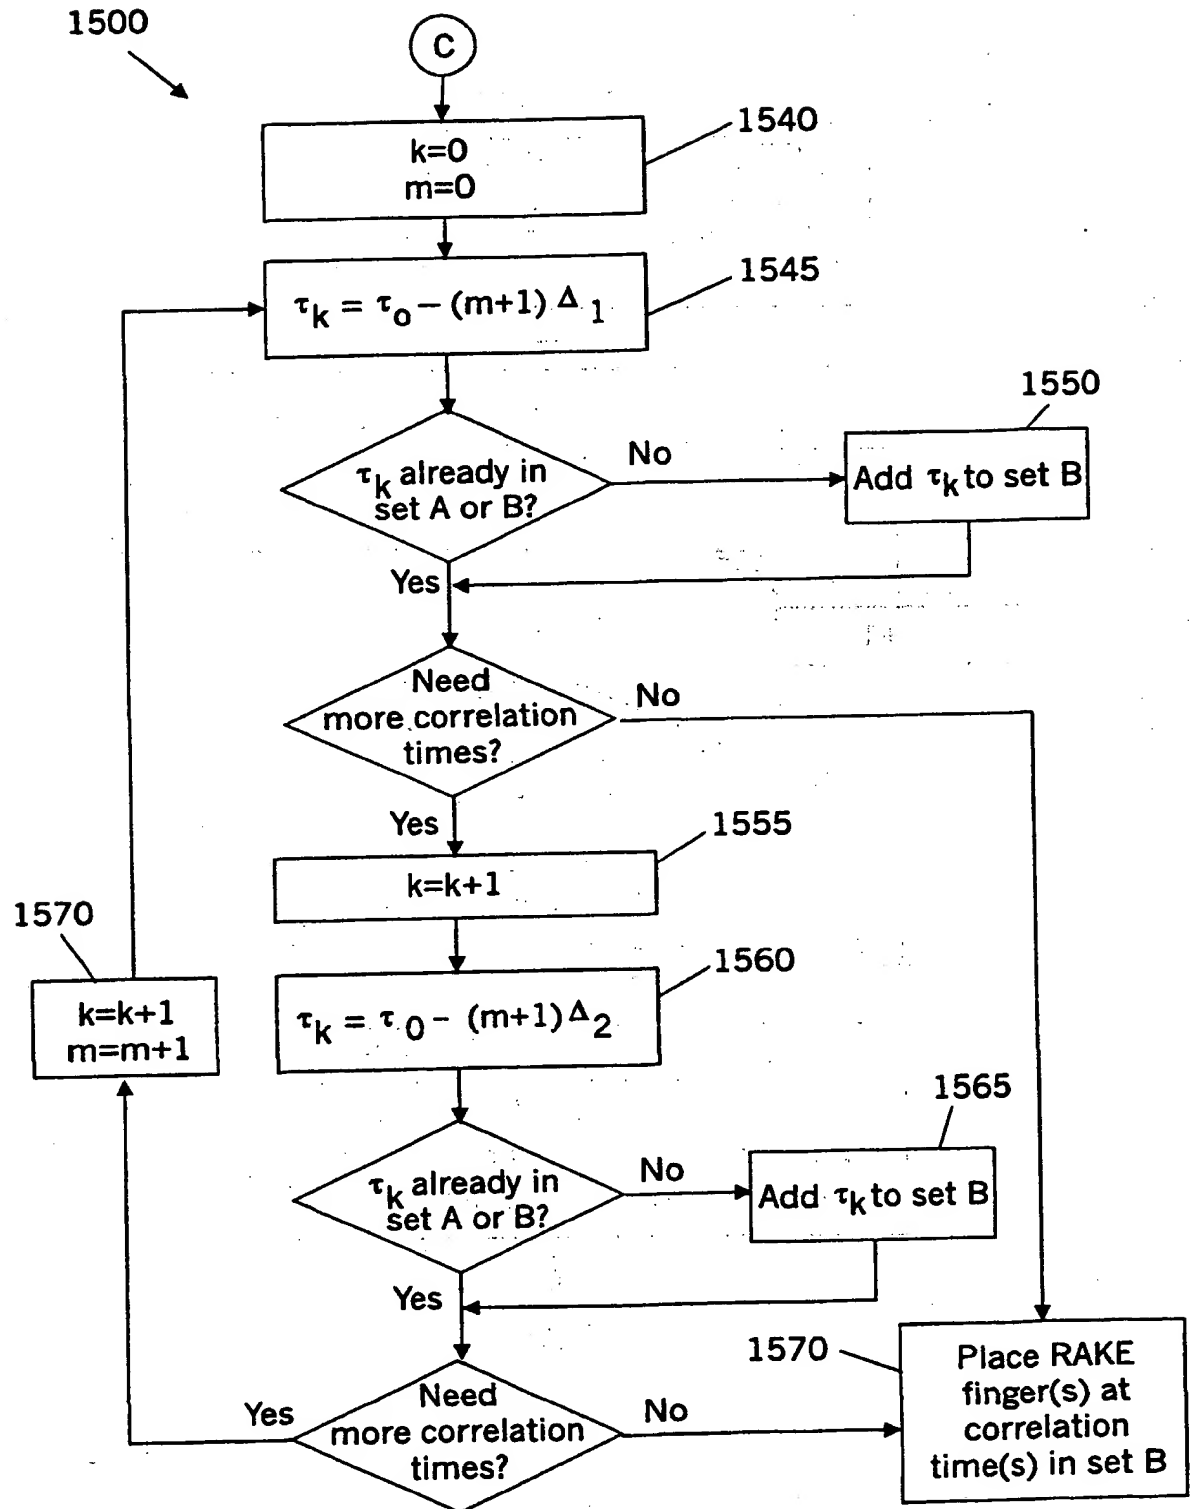 1500
C
1540
k=0
m=0
1545
τk = τo − (m+1) Δ1
1550
τk already in
set A or B?
No
Add τk to set B
Yes
Need
more correlation
times?
No
Yes
1555
k=k+1
1570
k=k+1
m=m+1
1560
τk = τ0 − (m+1) Δ2
1565
τk already in
set A or B?
No
Add τk to set B
Yes
1570
Place RAKE
finger(s) at
correlation
time(s) in set B
Need
more correlation
times?
Yes
No